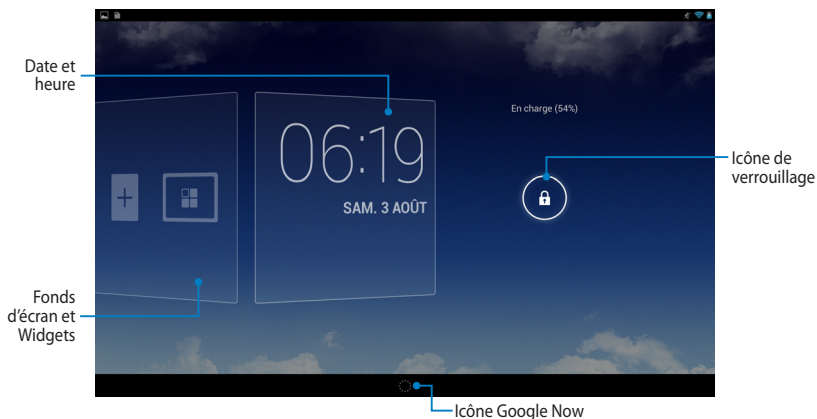 Date et
heure
06:19
SAM. 3 AOÛT
En charge (54%)
Icône de
verrouillage
Fonds
d'écran et
Widgets
Icône Google Now